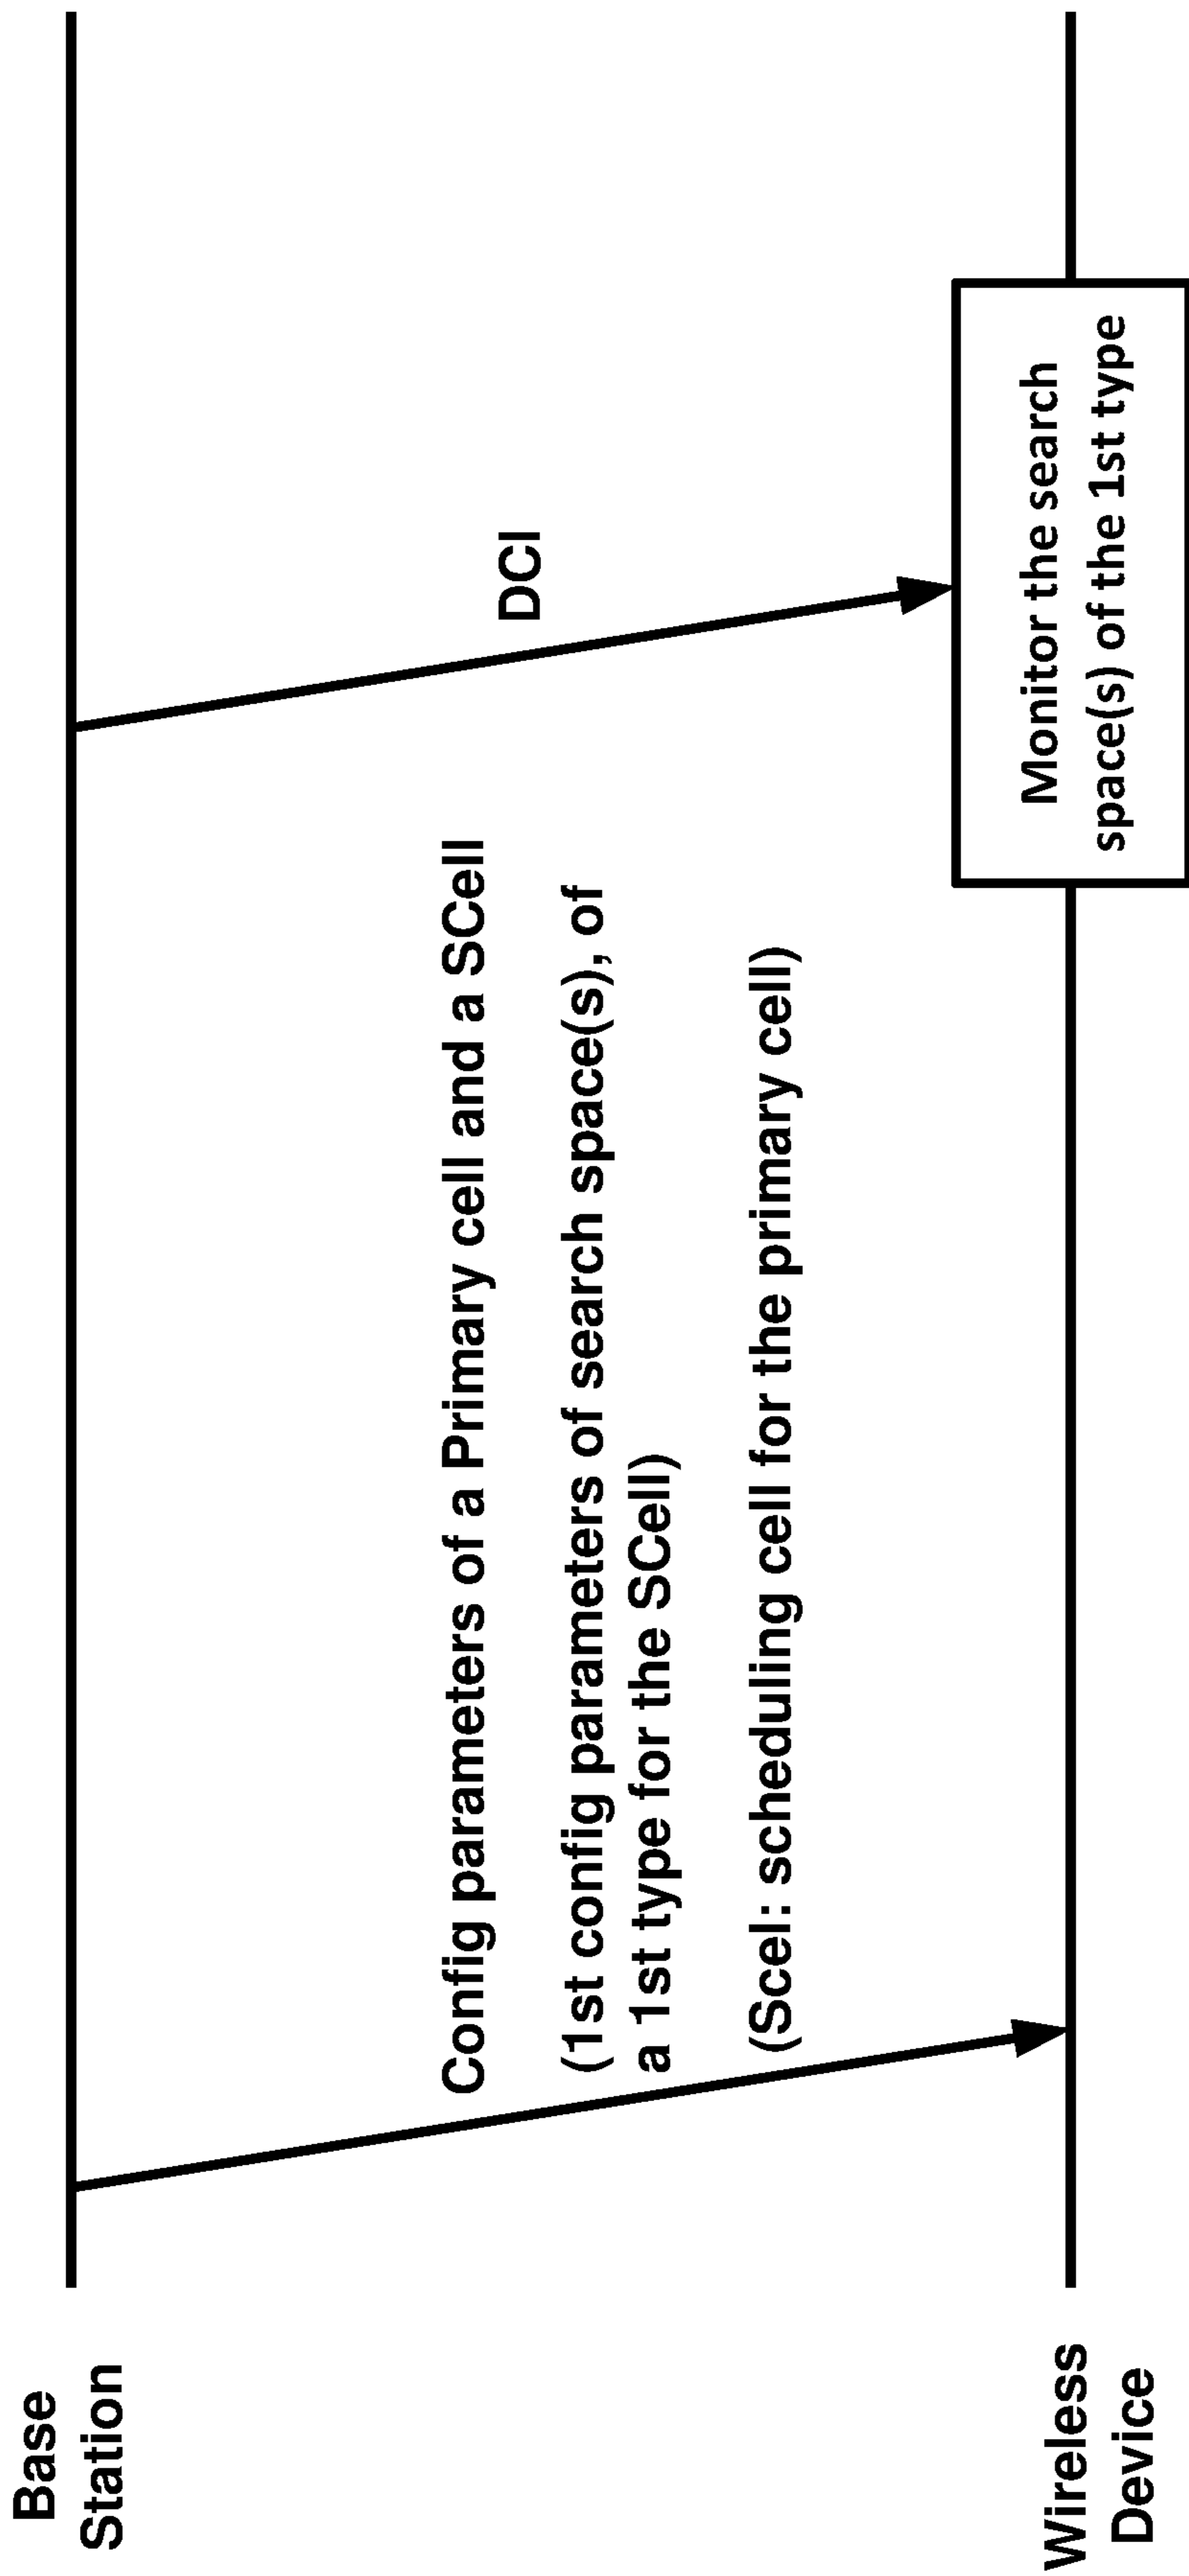 Base
Station
Config parameters of a Primary cell and a SCell
(1st config parameters of search space(s), of
a 1st type for the SCell)
(Scel: scheduling cell for the primary cell)
DCI
Wireless
Device
Monitor the search
space(s) of the 1st type